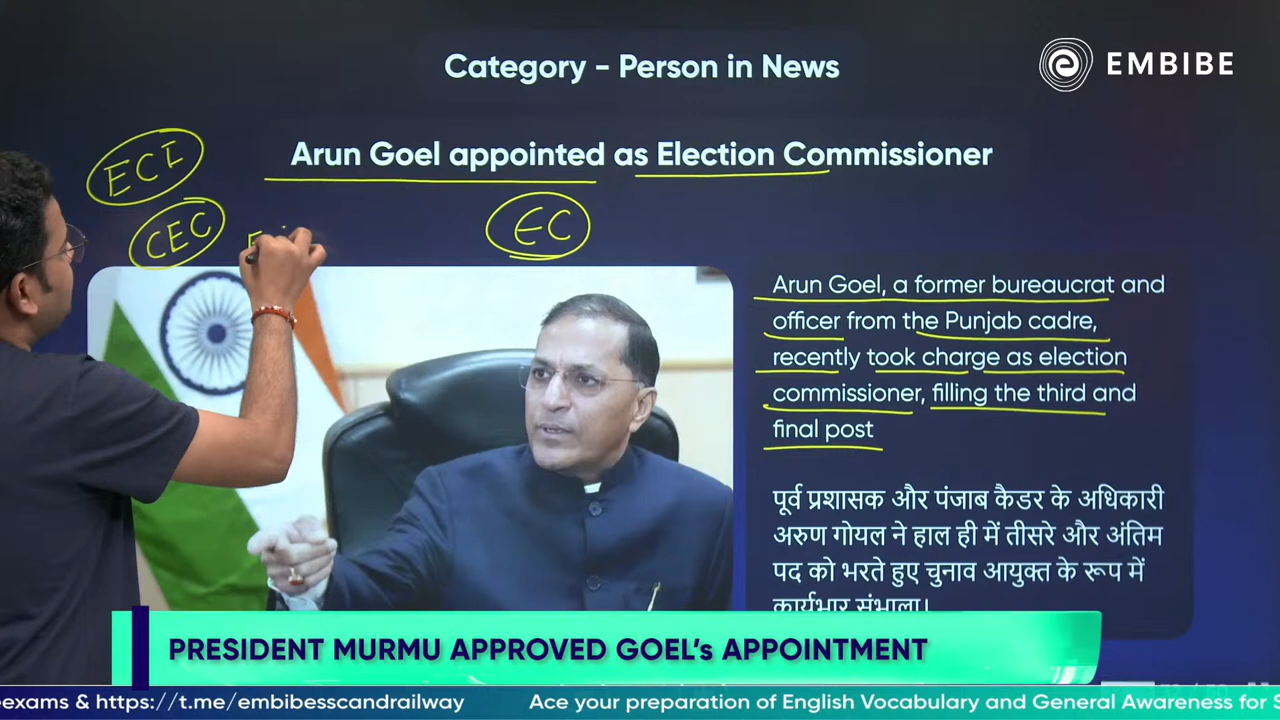 Category - Person in News
EMBIBE
Arun Goel appointed as Election Commissioner
ECI
CEC
EC
Arun Goel, a former bureaucrat and
officer from the Punjab cadre,
recently took charge as election
commissioner, filling the third and
final post
पूर्व प्रशासक और पंजाब कैडर के अधिकारी
अरुण गोयल ने हाल ही में तीसरे और अंतिम
पद को भरते हुए चुनाव आयुक्त के रूप में
कार्यभार संभाला।
PRESIDENT MURMU APPROVED GOEL's APPOINTMENT
exams & https://t.me/embibesscandrailway Ace your preparation of English Vocabulary and General Awareness for S